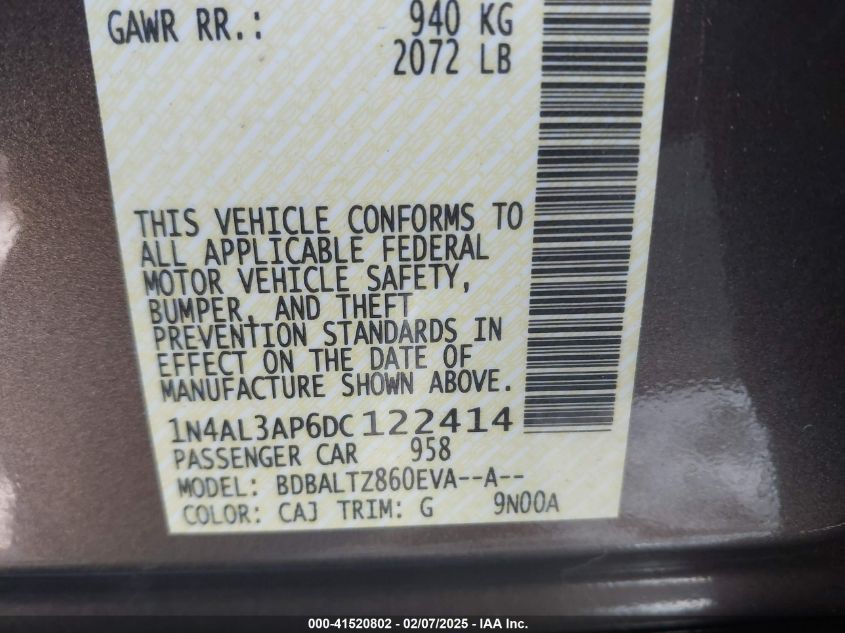 GAWR RR.: 940 KG
2072 LB
THIS VEHICLE CONFORMS TO
ALL APPLICABLE FEDERAL
MOTOR VEHICLE SAFETY,
BUMPER, AND THEFT
PREVENTION STANDARDS IN
EFFECT ON THE DATE OF
MANUFACTURE SHOWN ABOVE.
1N4AL3AP6DC122414
PASSENGER CAR 958
MODEL: BDBALTZ860EVA--A--
COLOR: CAJ TRIM: G 9N00A
000-41520802 - 02/07/2025 - IAA Inc.